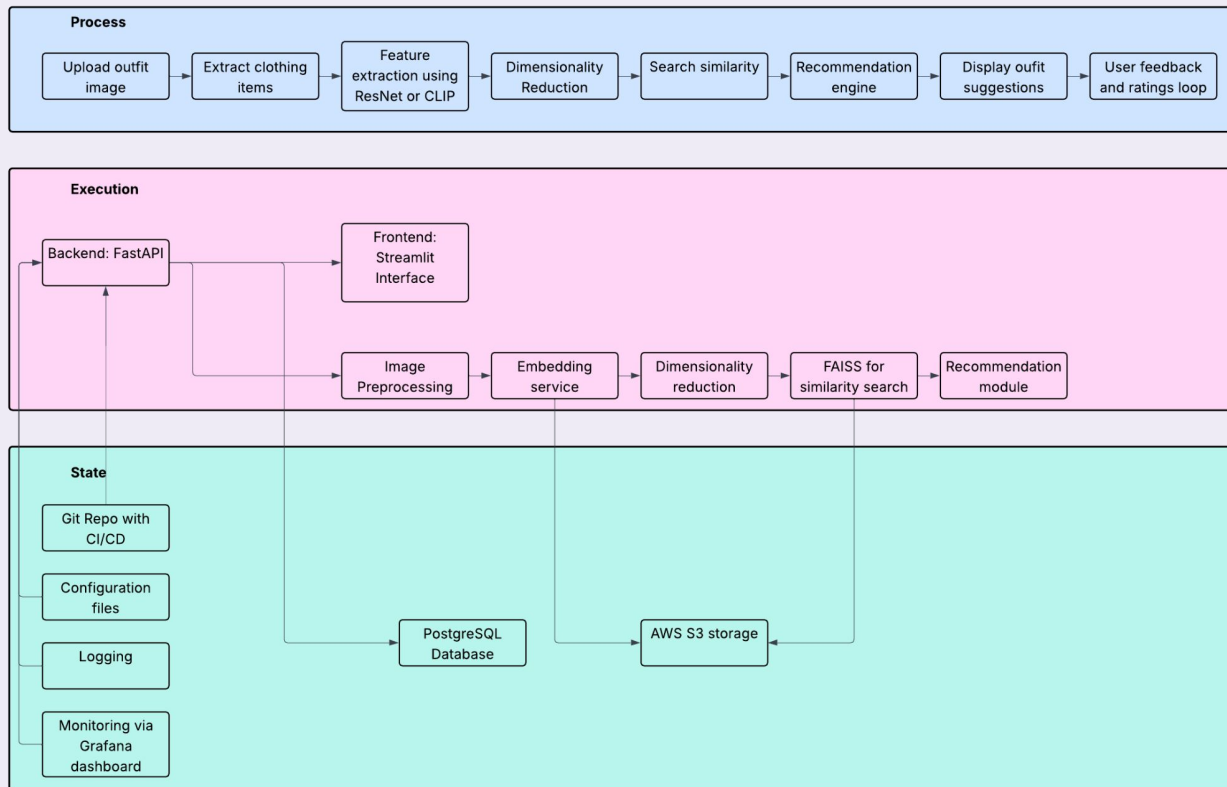 Process
Upload outfit
image
Extract clothing
items
Feature
extraction using
ResNet or CLIP
Dimensionality
Reduction
Search similarity
Recommendation
engine
Display oufit
suggestions
User feedback
and ratings loop
Execution
Backend: FastAPI
Frontend:
Streamlit
Interface
Image
Preprocessing
Embedding
service
Dimensionality
reduction
FAISS for
similarity search
Recommendation
module
State
Git Repo with
CI/CD
Configuration
files
Logging
Monitoring via
Grafana
dashboard
PostgreSQL
Database
AWS S3 storage